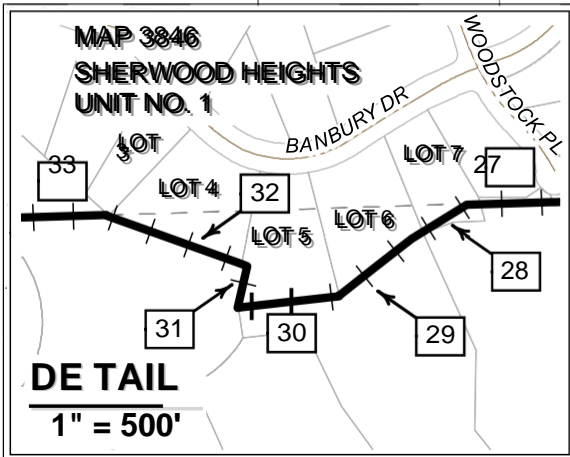 MAP 3846
SHERWOOD HEIGHTS
UNIT NO. 1
WOODSTOCK PL
BANBURY DR
LOT
3
LOT 7
27
33
LOT 4
32
LOT 6
LOT 5
28
31
30
29
DE TAIL
1" = 500'